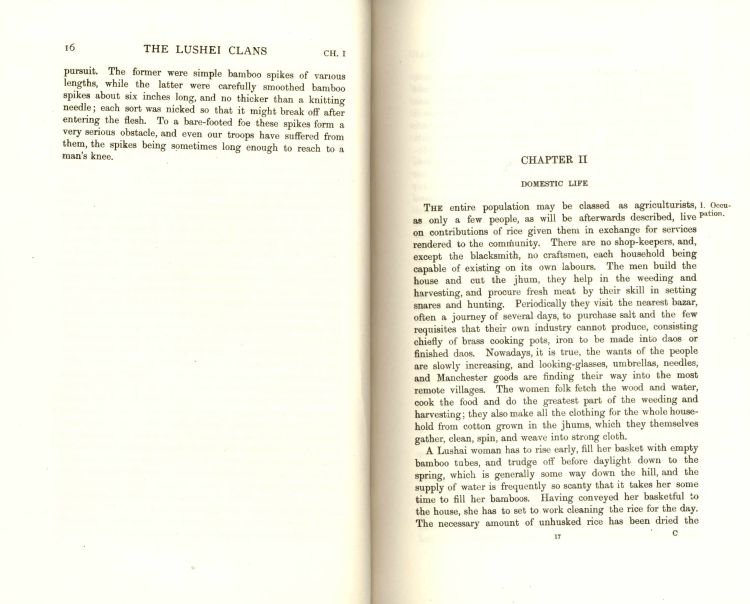 16
THE LUSHEI CLANS
CH. I
pursuit. The former were simple bamboo spikes of various
lengths, while the latter were carefully smoothed bamboo
spikes about six inches long, and no thicker than a knitting
needle; each sort was nicked so that it might break off after
entering the flesh. To a bare-footed foe these spikes form a
very serious obstacle, and even our troops have suffered from
them, the spikes being sometimes long enough to reach to a
man's knee.
CHAPTER II
DOMESTIC LIFE
THE entire population may be classed as agriculturists,
1. Occu-
pation.
as only a few people, as will be afterwards described, live
on contributions of rice given them in exchange for services
rendered to the community. There are no shop-keepers, and,
except the blacksmith, no craftsmen, each household being
capable of existing on its own labours. The men build the
house and cut the jhum, they help in the weeding and
harvesting, and procure fresh meat by their skill in setting
snares and hunting. Periodically they visit the nearest bazar,
often a journey of several days, to purchase salt and the few
requisites that their own industry cannot produce, consisting
chiefly of brass cooking pots, iron to be made into daos or
finished daos. Nowadays, it is true, the wants of the people
are slowly increasing, and looking-glasses, umbrellas, needles,
and Manchester goods are finding their way into the most
remote villages. The women folk fetch the wood and water,
cook the food and do the greatest part of the weeding and
harvesting; they also make all the clothing for the whole house-
hold from cotton grown in the jhums, which they themselves
gather, clean, spin, and weave into strong cloth.
A Lushai woman has to rise early, fill her basket with empty
bamboo tubes, and trudge off before daylight down to the
spring, which is generally some way down the hill, and the
supply of water is frequently so scanty that it takes her some
time to fill her bamboos. Having conveyed her basketful to
the house, she has to set to work cleaning the rice for the day.
The necessary amount of unhusked rice has been dried the
17
C